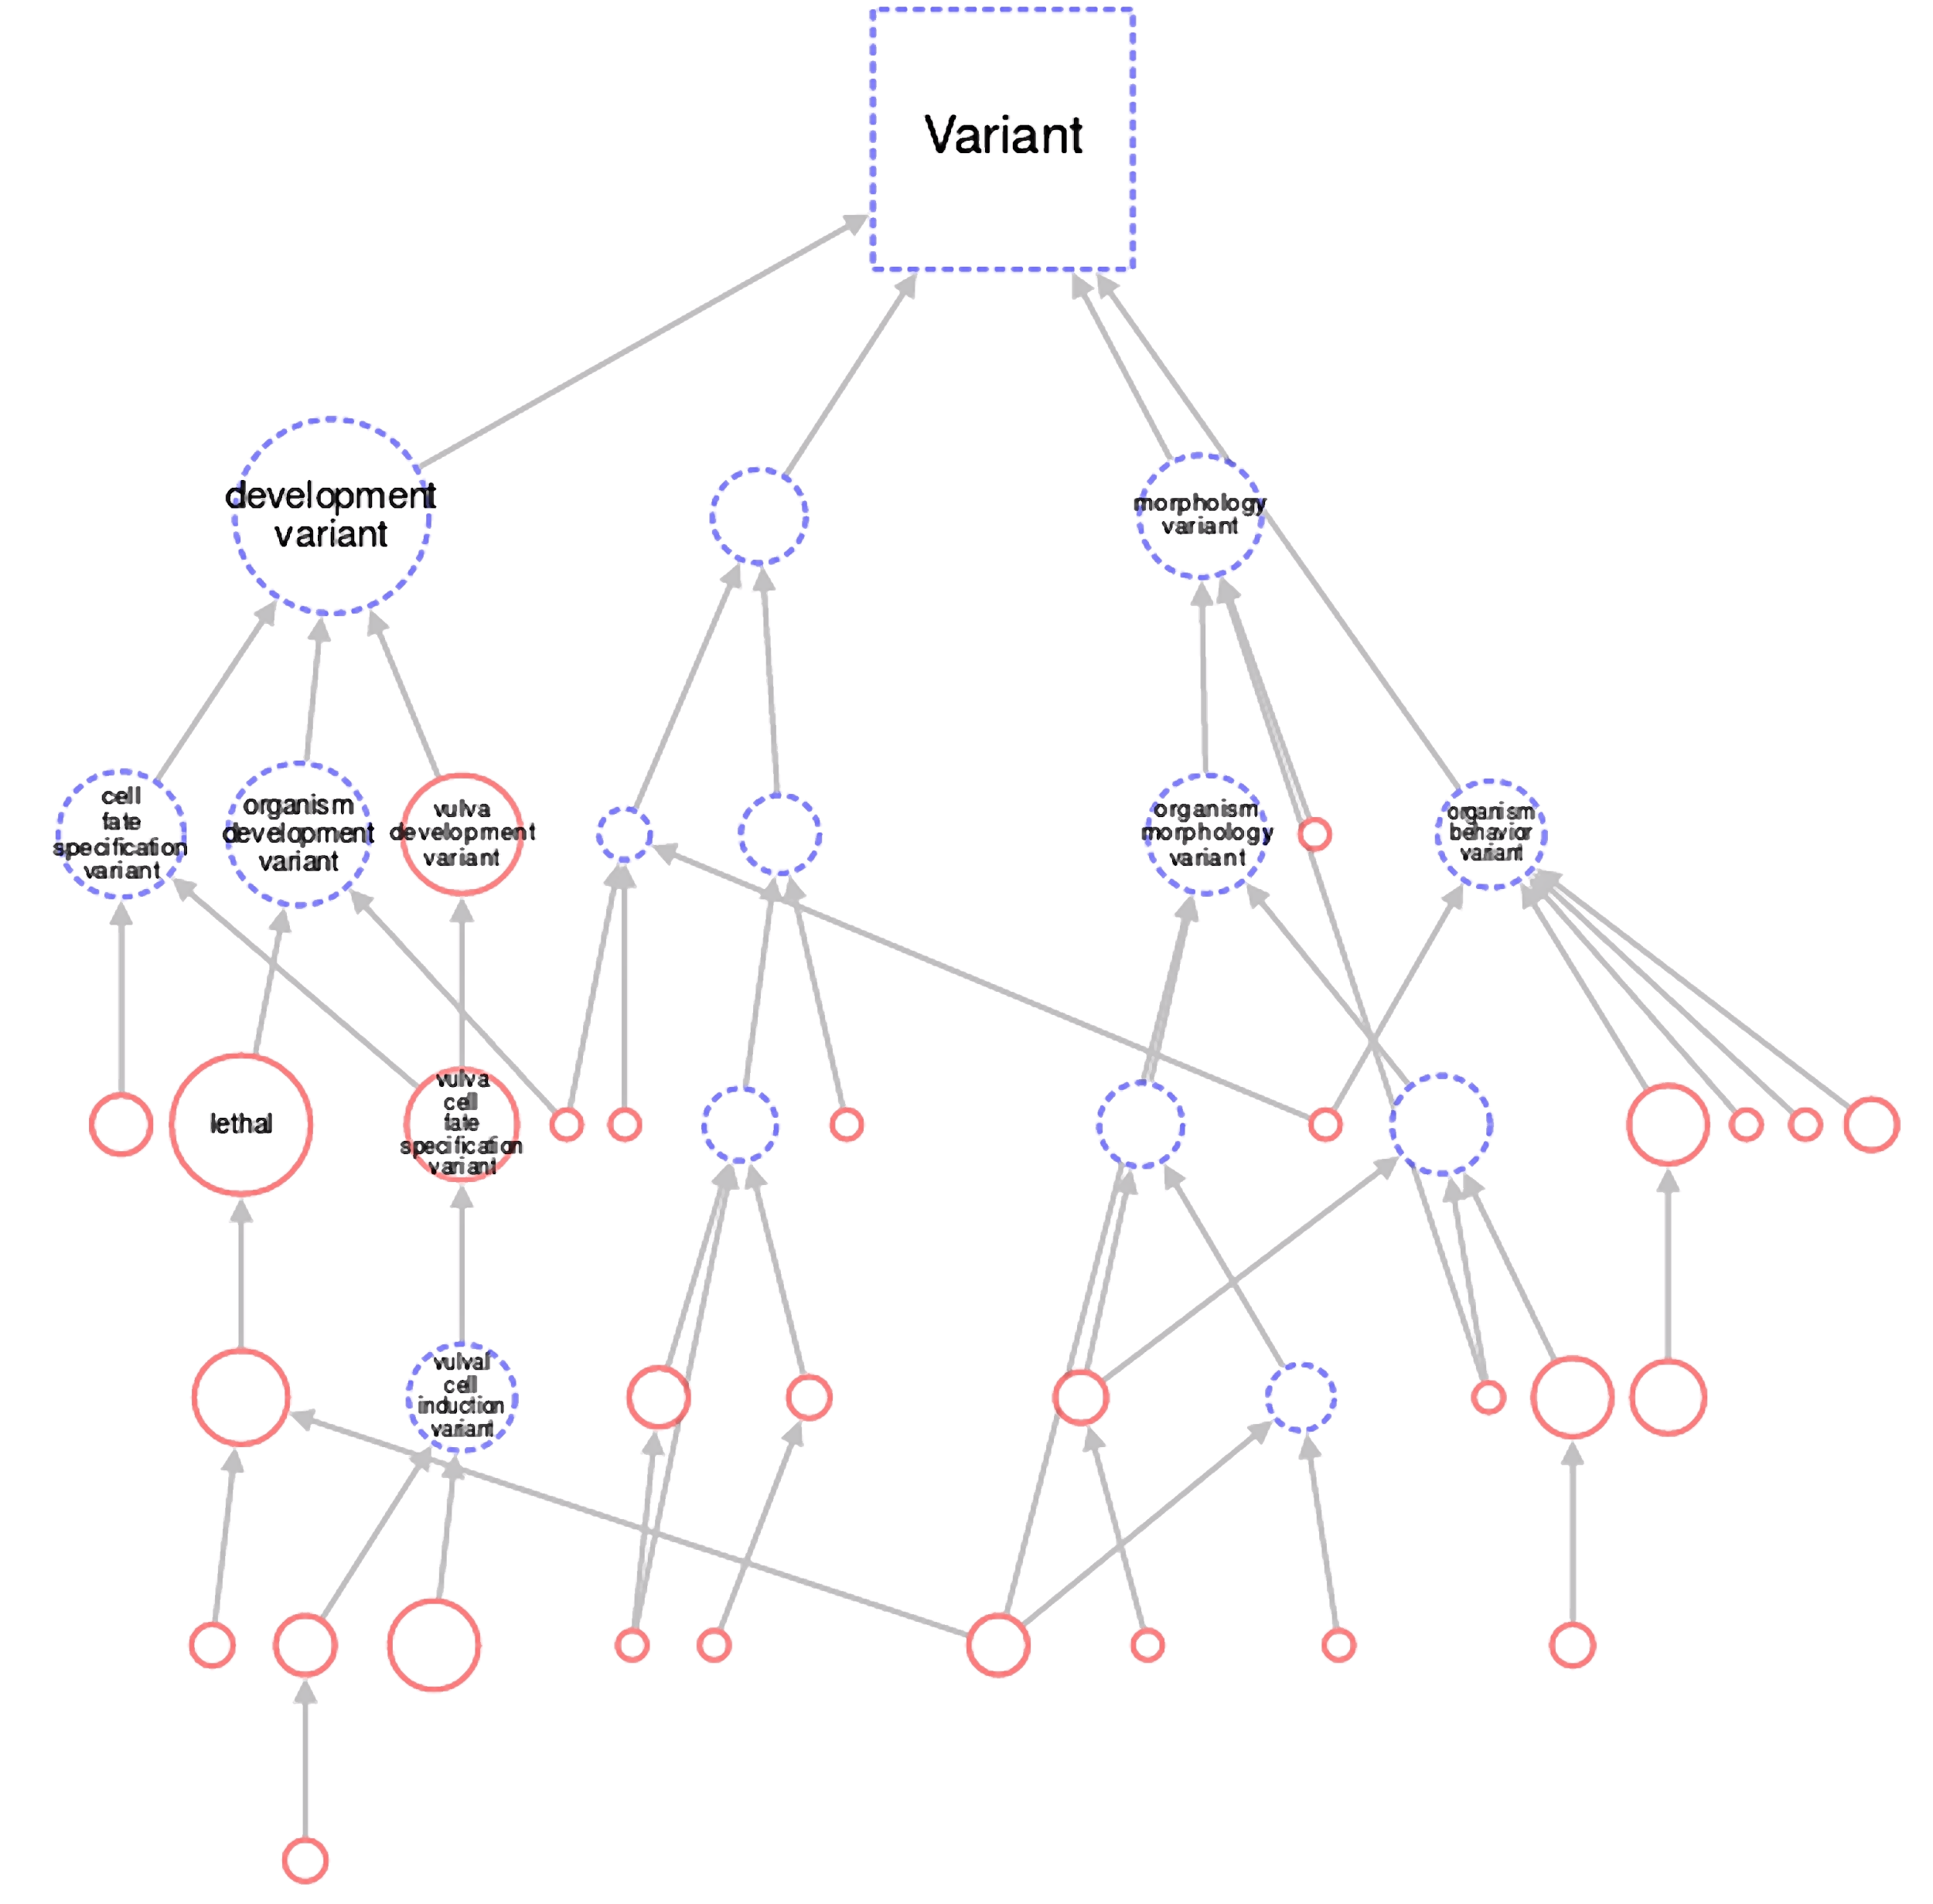 Variant
development
variant
morphology
variant
cell
fate
specification
variant
organism
development
variant
vulva
development
variant
organism
morphology
variant
organism
behavior
variant
lethal
vulva
cell
fate
specification
variant
vulval
cell
induction
variant